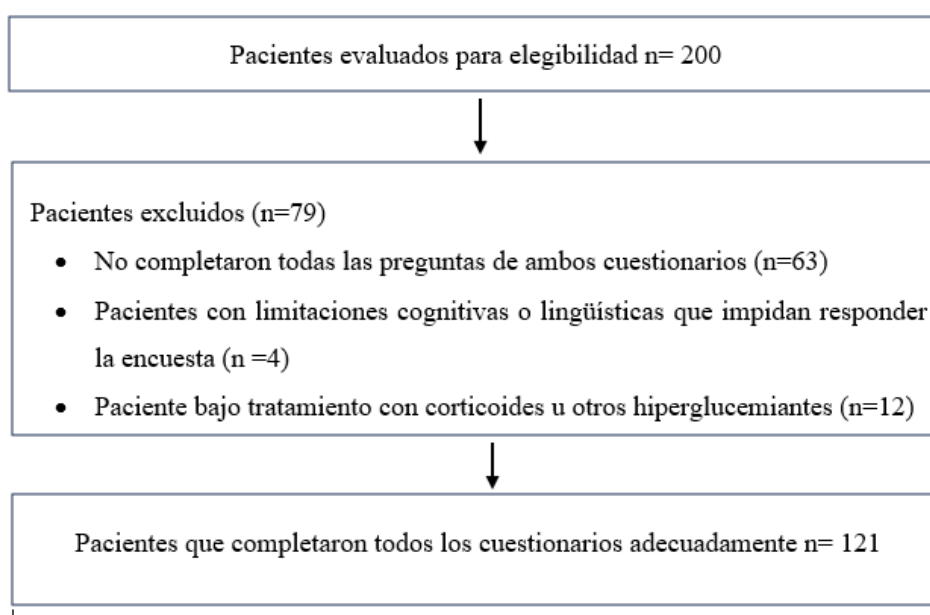 Pacientes evaluados para elegibilidad n= 200
Pacientes excluidos (n=79)
• No completaron todas las preguntas de ambos cuestionarios (n=63)
• Pacientes con limitaciones cognitivas o lingüísticas que impidan responder
la encuesta (n =4)
• Paciente bajo tratamiento con corticoides u otros hiperglucemiantes (n=12)
Pacientes que completaron todos los cuestionarios adecuadamente n= 121